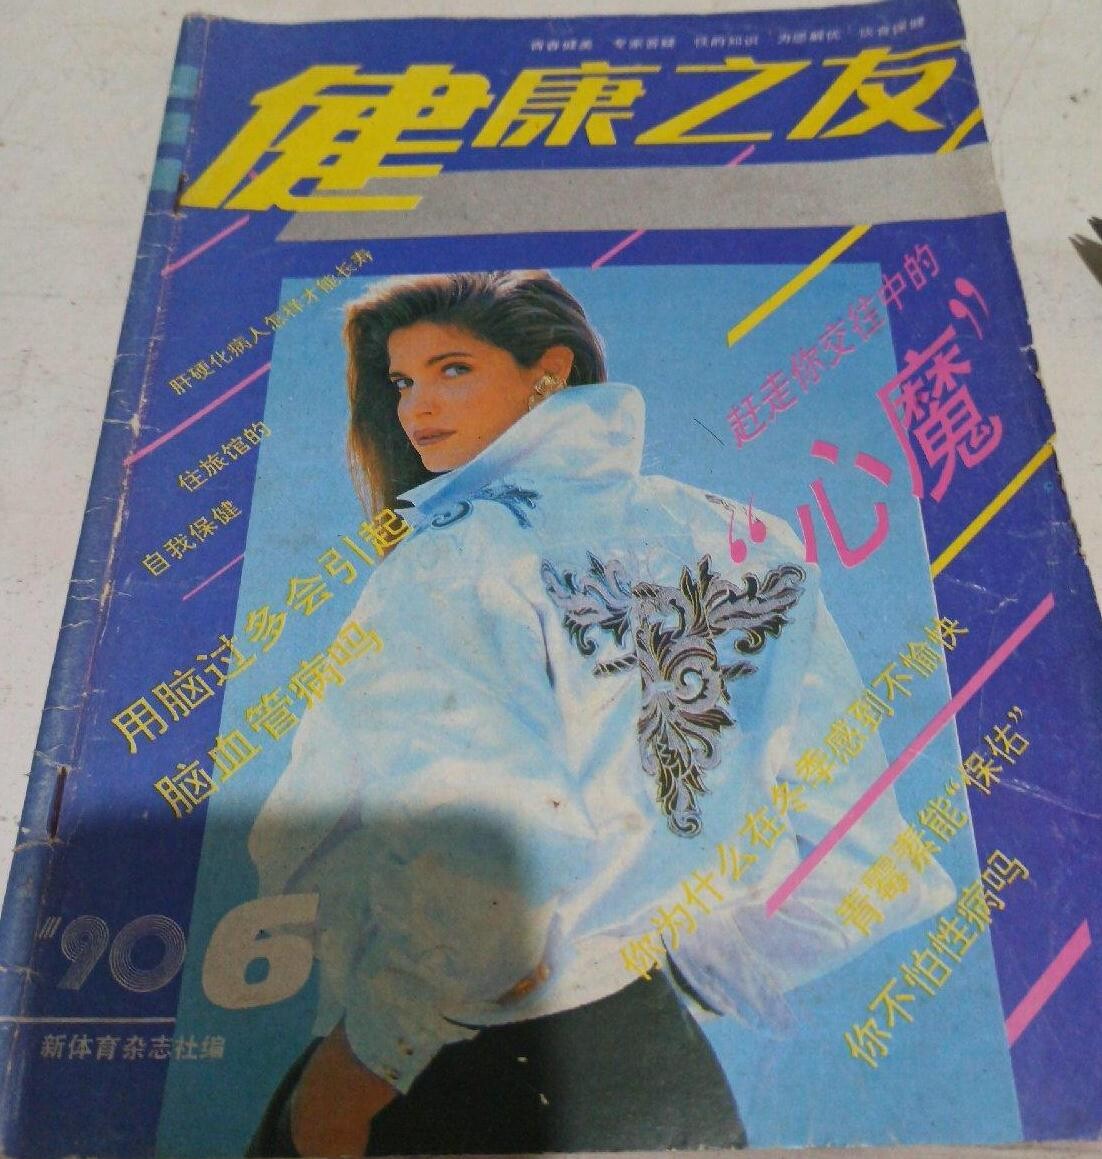 青春健美 专家答疑 性的知识 为您解忧 饮食保健
健康之友
肝硬化病人怎样才能长寿
住旅馆的
自我保健
赶走你交往中的
“心魔”
用脑过多会引起
脑血管病吗
你为什么在冬季感到不愉快
青霉素能“保佑”
你不怕性病吗
'90 6
新体育杂志社编